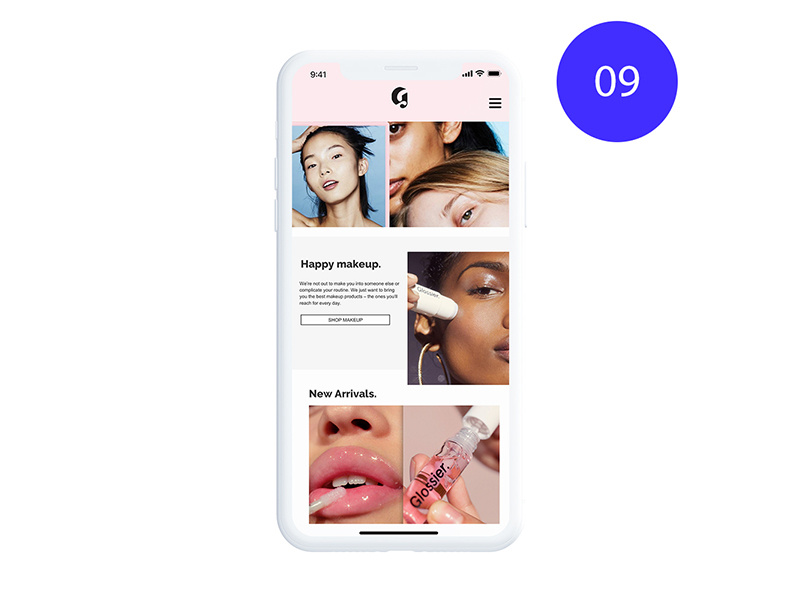 9:41
09
Happy makeup.
We're not out to make you into someone else or
complicate your routine. We just want to bring
you the best makeup products – the ones you'll
reach for every day.
SHOP MAKEUP
Glossier.
New Arrivals.
Glossier.